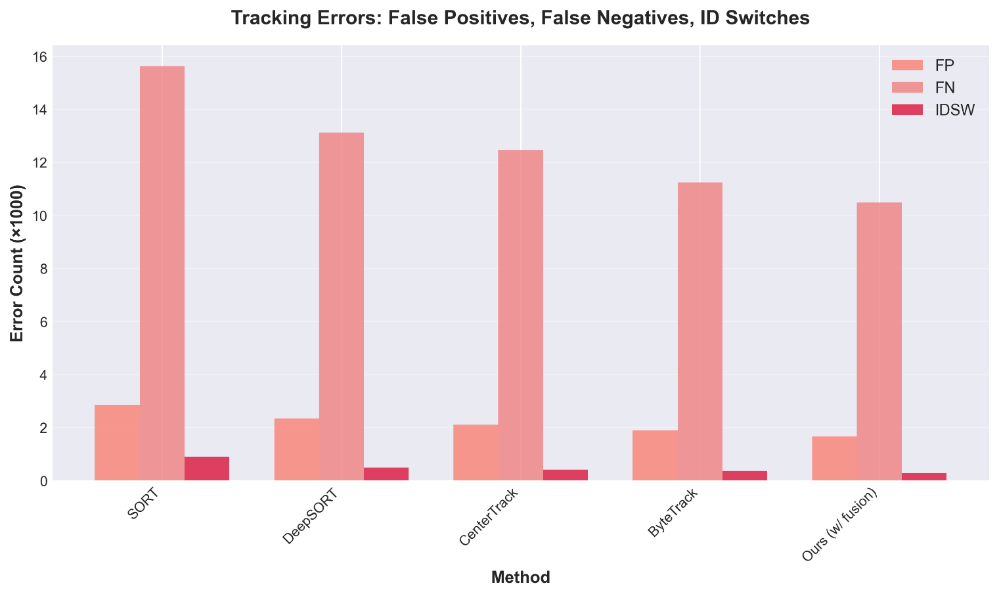 Tracking Errors: False Positives, False Negatives, ID Switches
FP
FN
IDSW
Error Count (×1000)
16
14
12
10
8
6
4
2
0
SORT
DeepSORT
CenterTrack
ByteTrack
Ours (w/ fusion)
Method